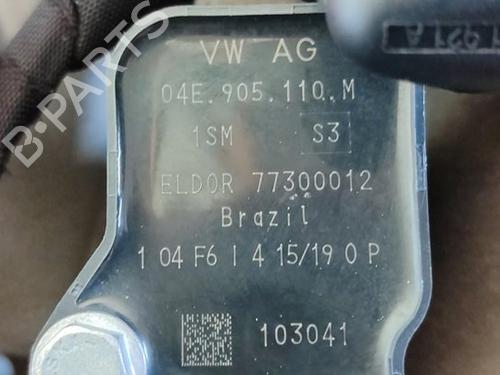 VW AG
04E.905.110.M
1SM S3
ELDOR 77300012
Brazil
1 04 F6 I 4 15/19 0 P
103041
B-PARTS
921 A